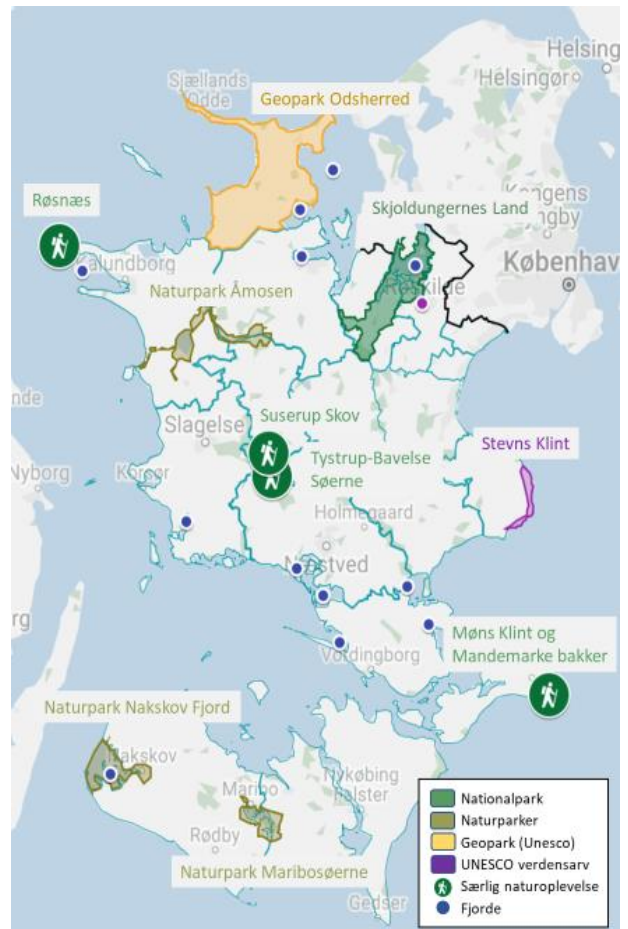 Helsing
Helsingør
Sjællands
Odde
Geopark Odsherred
Røsnæs
Skjoldungernes Land
Kongens
Lyngby
Kalundborg
København
Roskilde
Naturpark Åmosen
Suserup Skov
Slagelse
Tystrup-Bavelse
Søerne
Stevns Klint
nde
Nyborg
Korsør
Holmegaard
Næstved
rg
Møns Klint og
Mandemarke bakker
Vordingborg
Naturpark Nakskov Fjord
Nakskov
Nykøbing
Falster
Maribo
Rødby
Naturpark Maribosøerne
Gedser
Nationalpark
Naturparker
Geopark (Unesco)
UNESCO verdensarv
Særlig naturoplevelse
Fjorde